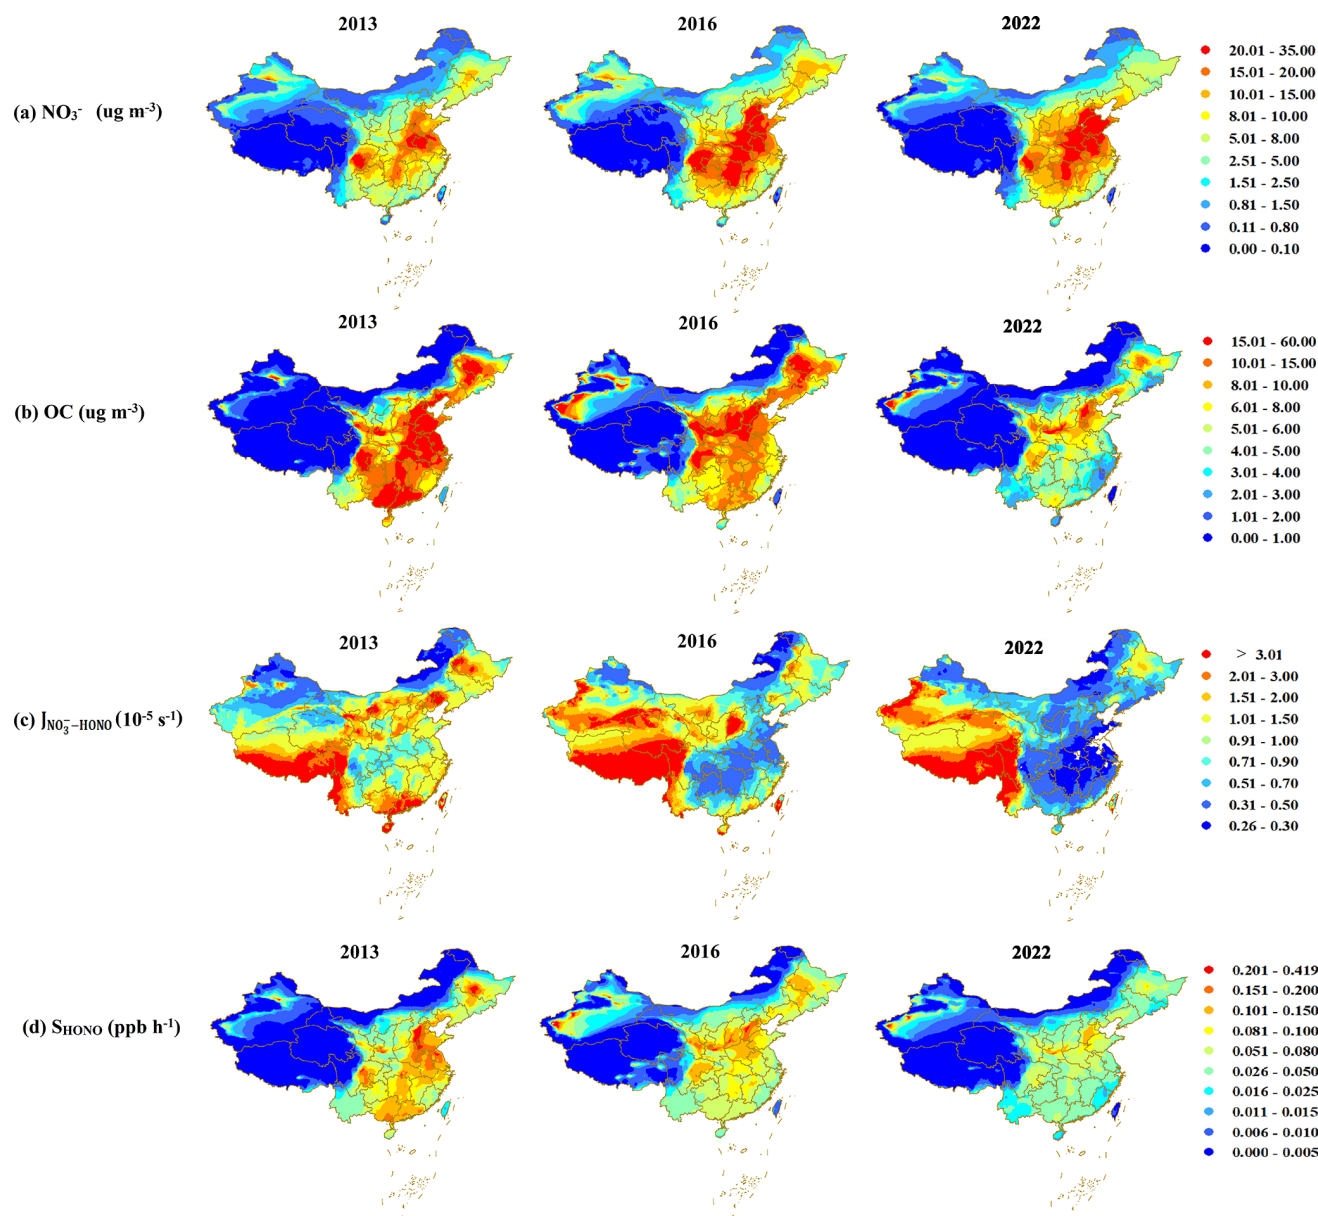 2013 2016 2022
(a) NO₃⁻ (ug m⁻³)
20.01 - 35.00
15.01 - 20.00
10.01 - 15.00
8.01 - 10.00
5.01 - 8.00
2.51 - 5.00
1.51 - 2.50
0.81 - 1.50
0.11 - 0.80
0.00 - 0.10
2013 2016 2022
(b) OC (ug m⁻³)
15.01 - 60.00
10.01 - 15.00
8.01 - 10.00
6.01 - 8.00
5.01 - 6.00
4.01 - 5.00
3.01 - 4.00
2.01 - 3.00
1.01 - 2.00
0.00 - 1.00
2013 2016 2022
(c) J_NO₃⁻−HONO (10⁻⁵ s⁻¹)
> 3.01
2.01 - 3.00
1.51 - 2.00
1.01 - 1.50
0.91 - 1.00
0.71 - 0.90
0.51 - 0.70
0.31 - 0.50
0.26 - 0.30
2013 2016 2022
(d) S_HONO (ppb h⁻¹)
0.201 - 0.419
0.151 - 0.200
0.101 - 0.150
0.081 - 0.100
0.051 - 0.080
0.026 - 0.050
0.016 - 0.025
0.011 - 0.015
0.006 - 0.010
0.000 - 0.005